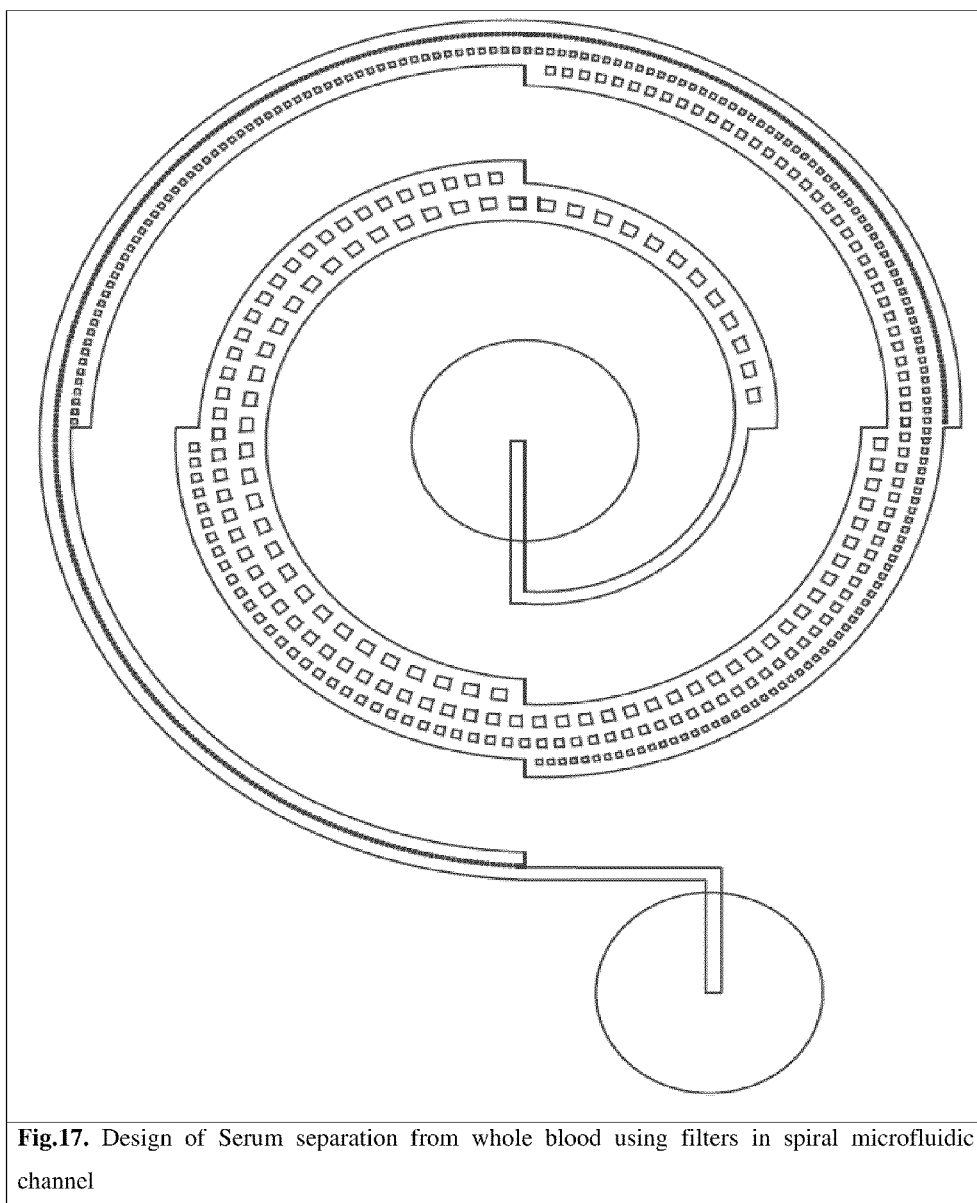 Fig.17. Design of Serum separation from whole blood using filters in spiral microfluidic
channel